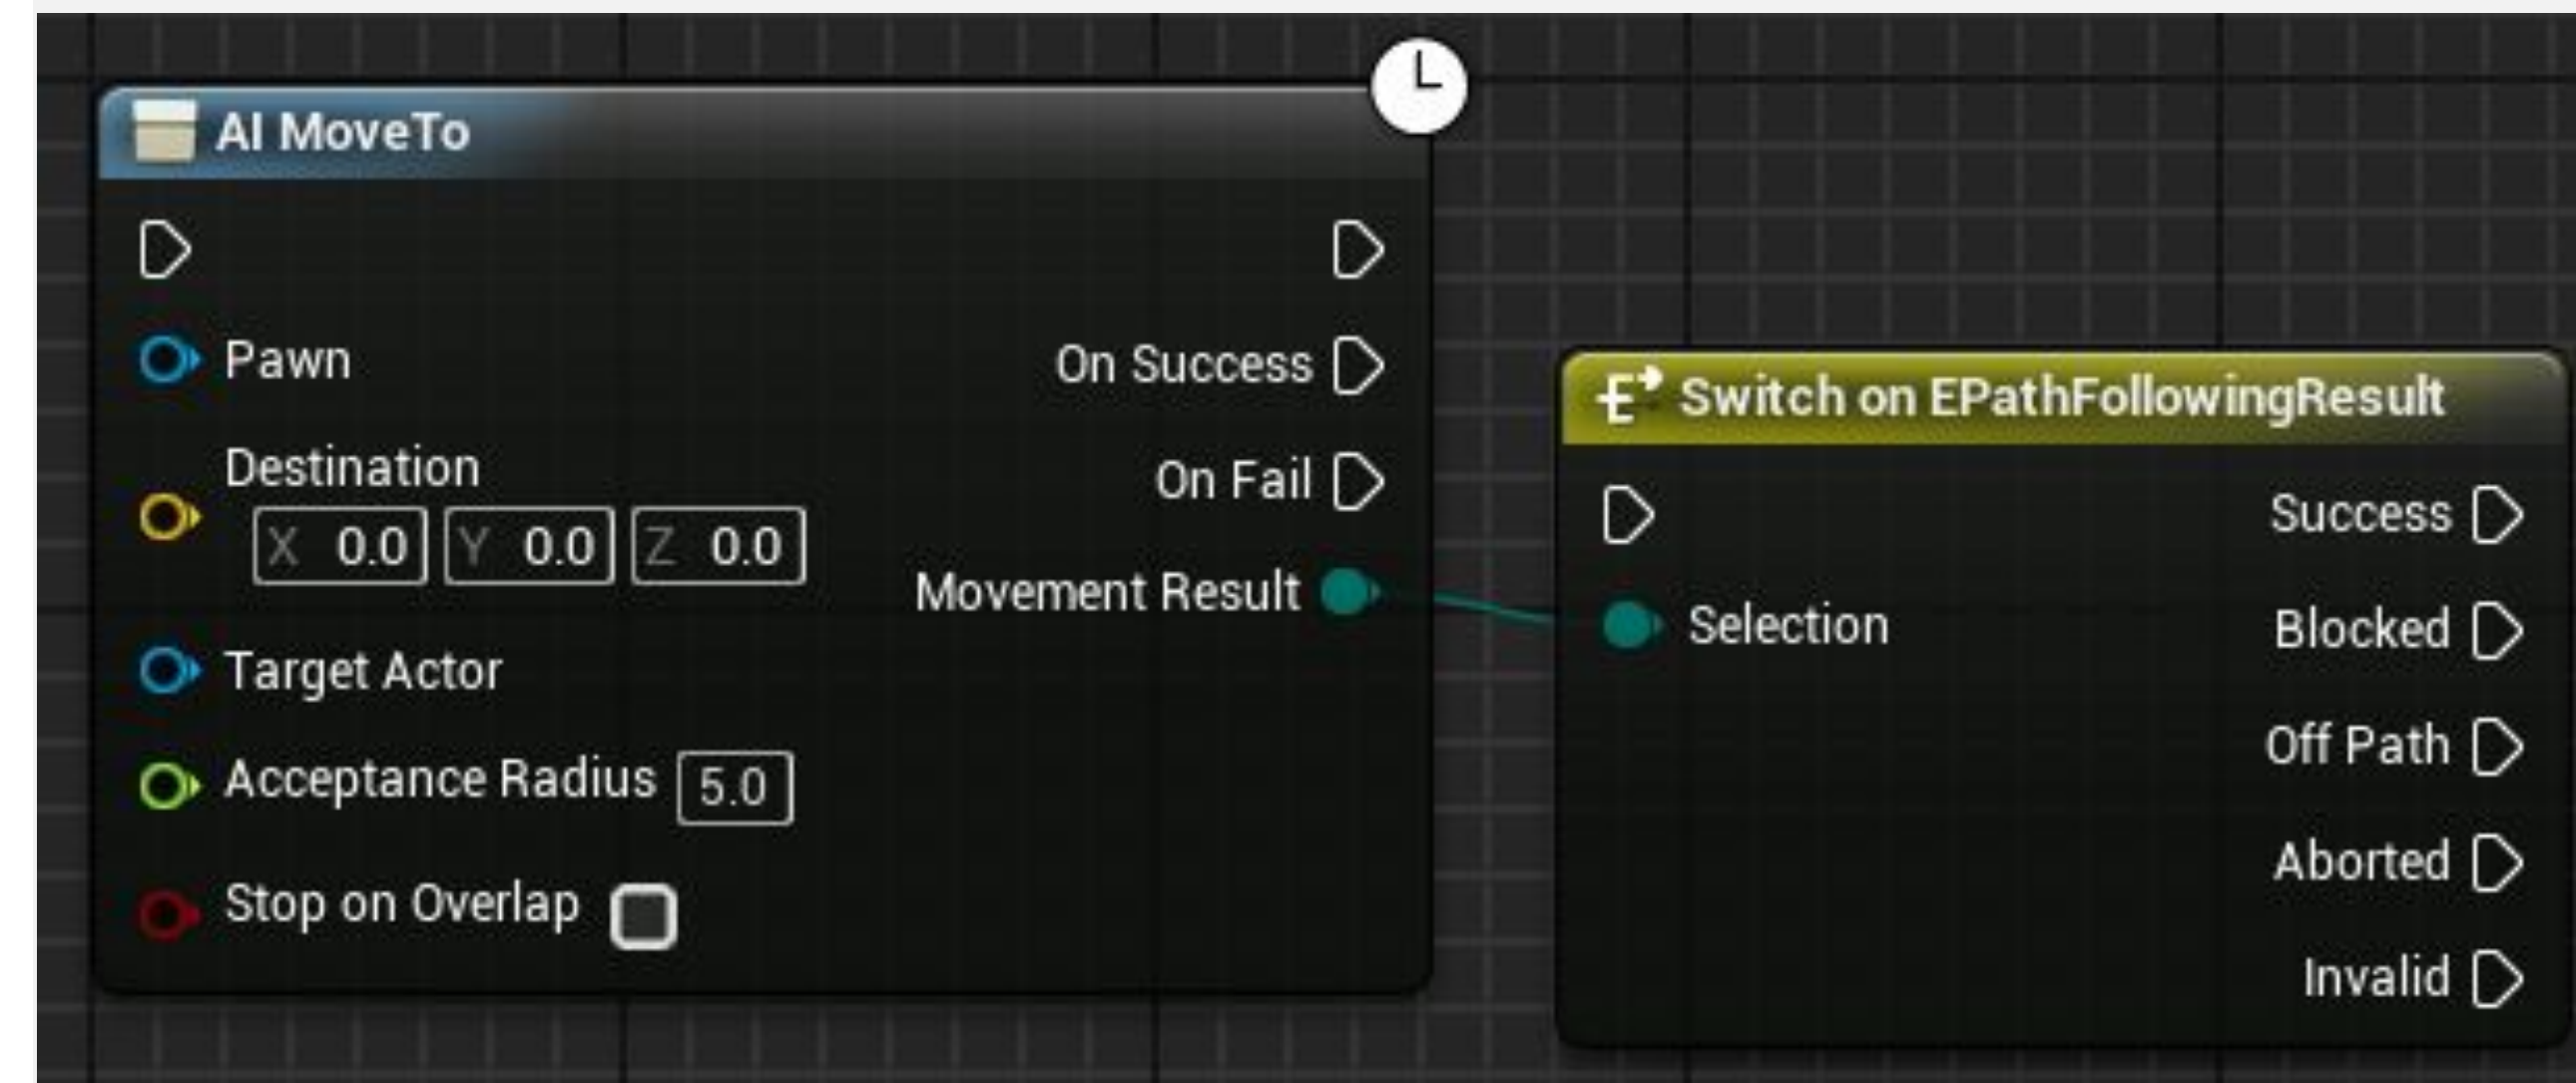 AI MoveTo
Pawn
On Success
Destination
X 0.0 Y 0.0 Z 0.0
On Fail
Movement Result
Target Actor
Acceptance Radius 5.0
Stop on Overlap
Switch on EPathFollowingResult
Success
Selection
Blocked
Off Path
Aborted
Invalid